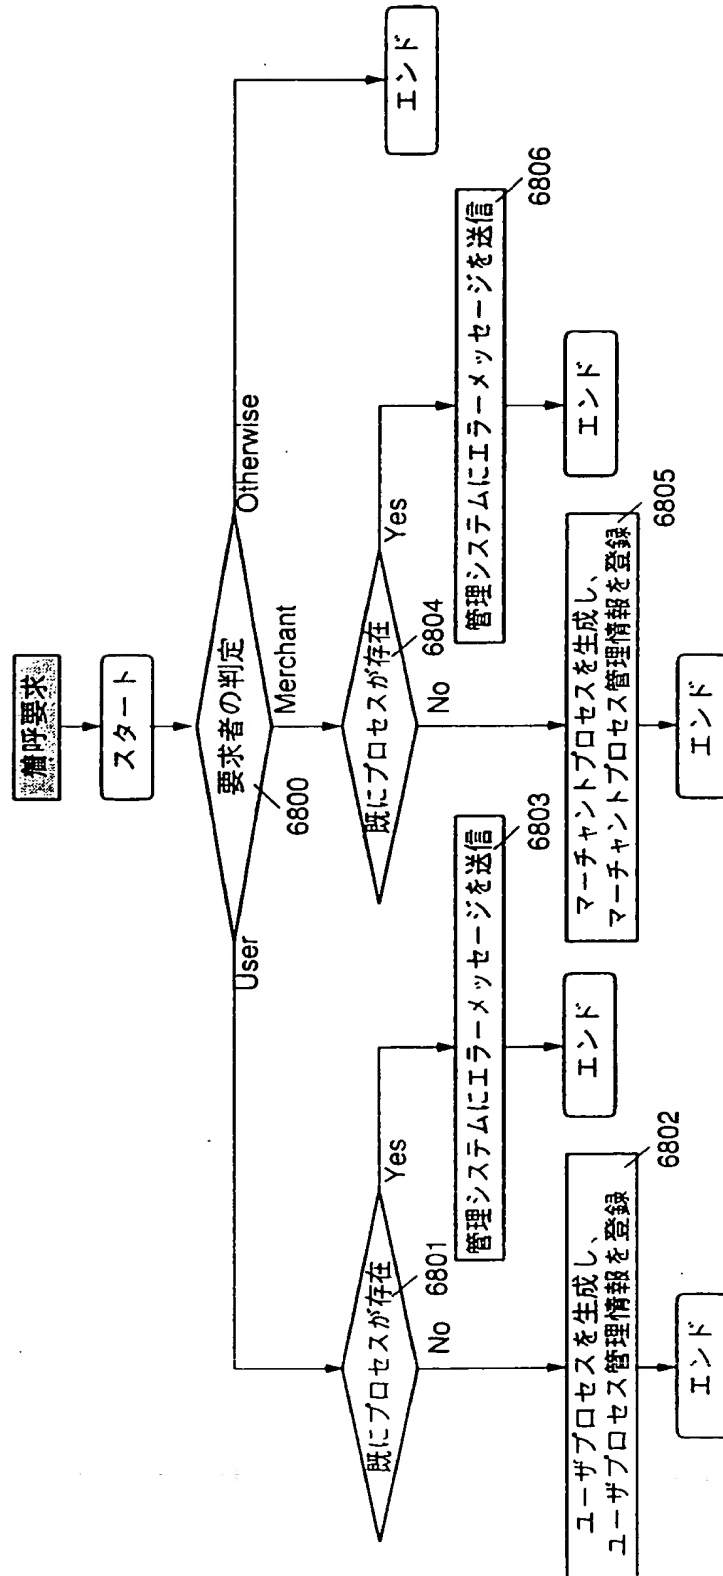 着呼要求
スタート
要求者の判定
6800
User
Merchant
Otherwise
エンド
既にプロセスが存在
6801
Yes
No
既にプロセスが存在
6804
Yes
No
管理システムにエラーメッセージを送信
6803
エンド
管理システムにエラーメッセージを送信
6806
エンド
ユーザプロセスを生成し、
ユーザプロセス管理情報を登録
6802
エンド
マーチャントプロセスを生成し、
マーチャントプロセス管理情報を登録
6805
エンド